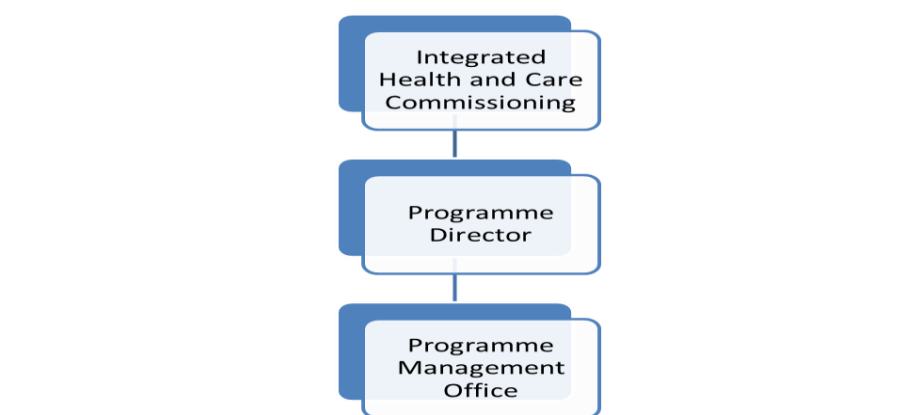 Integrated
Health and Care
Commissioning
Programme
Director
Programme
Management
Office